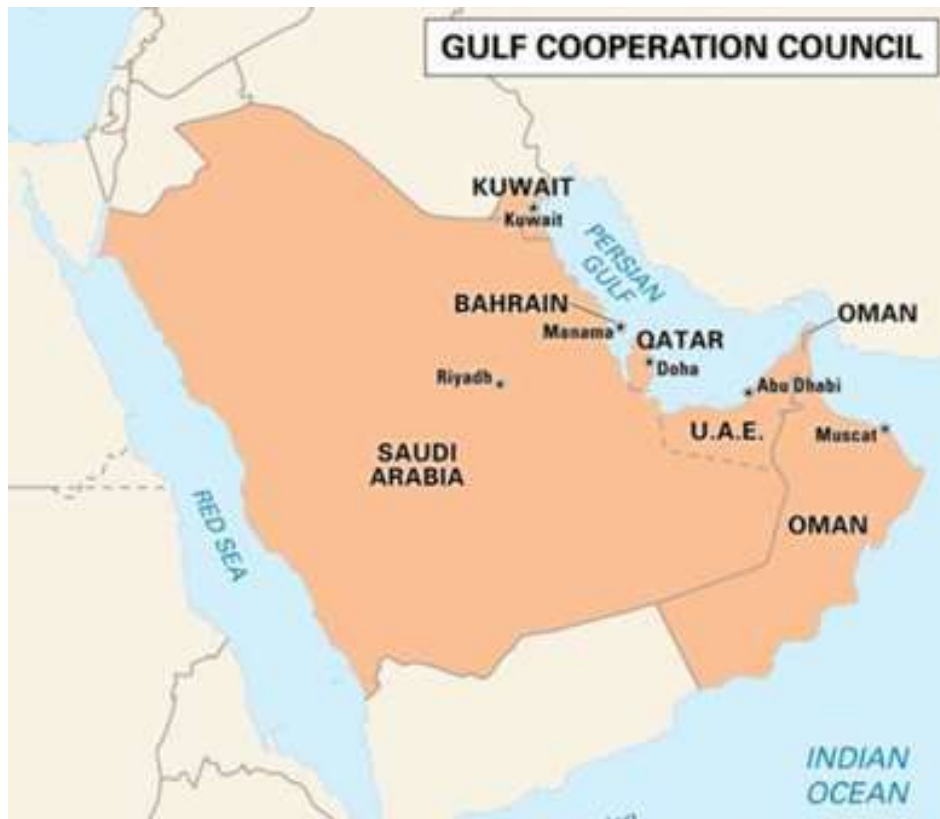 GULF COOPERATION COUNCIL
KUWAIT
Kuwait
PERSIAN
GULF
BAHRAIN
Manama
OMAN
QATAR
Doha
Riyadh
Abu Dhabi
U.A.E.
Muscat
SAUDI
ARABIA
RED SEA
OMAN
INDIAN
OCEAN